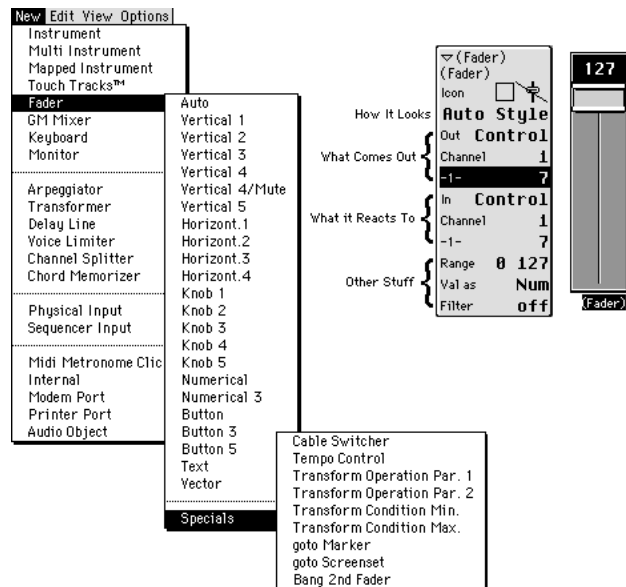 New Edit View Options
Instrument
Multi Instrument
Mapped Instrument
Touch Tracks™
Fader
GM Mixer
Keyboard
Monitor
Arpeggiator
Transformer
Delay Line
Voice Limiter
Channel Splitter
Chord Memorizer
Physical Input
Sequencer Input
Midi Metronome Clic
Internal
Modem Port
Printer Port
Audio Object
Auto
Vertical 1
Vertical 2
Vertical 3
Vertical 4
Vertical 4/Mute
Vertical 5
Horizont.1
Horizont.2
Horizont.3
Horizont.4
Knob 1
Knob 2
Knob 3
Knob 4
Knob 5
Numerical
Numerical 3
Button
Button 3
Button 5
Text
Vector
Specials
Cable Switcher
Tempo Control
Transform Operation Par. 1
Transform Operation Par. 2
Transform Condition Min.
Transform Condition Max.
goto Marker
goto Screenset
Bang 2nd Fader
How It Looks
What Comes Out
What it Reacts To
Other Stuff
(Fader)
(Fader)
Icon
Auto Style
Out Control
Channel 1
-1- 7
In Control
Channel 1
-1- 7
Range 0 127
Val as Num
Filter off
127
(Fader)